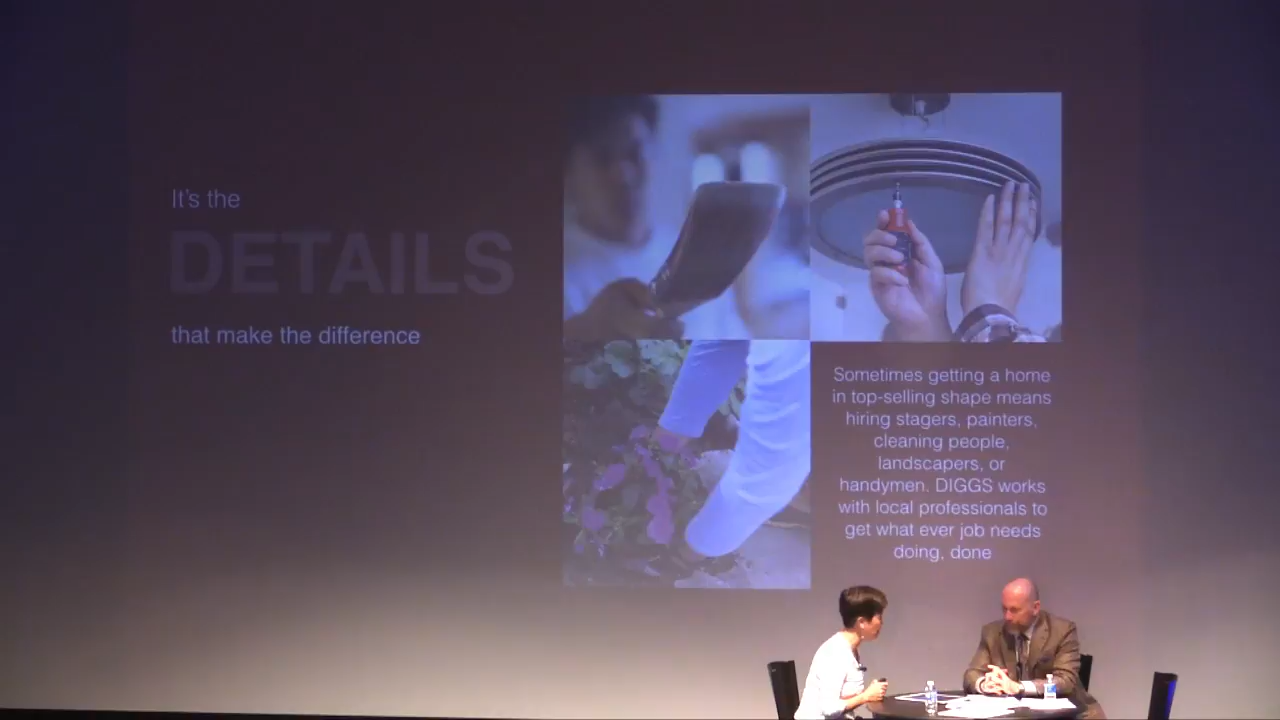 It's the
DETAILS
that make the difference
Sometimes getting a home
in top-selling shape means
hiring stagers, painters,
cleaning people,
landscapers, or
handymen. DIGGS works
with local professionals to
get what ever job needs
doing, done